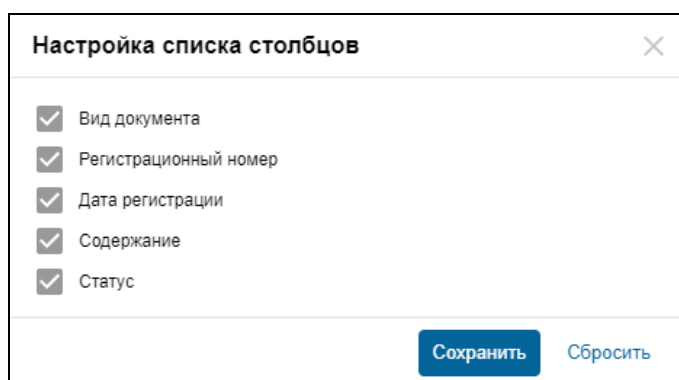 Настройка списка столбцов
Вид документа
Регистрационный номер
Дата регистрации
Содержание
Статус
Сохранить Сбросить